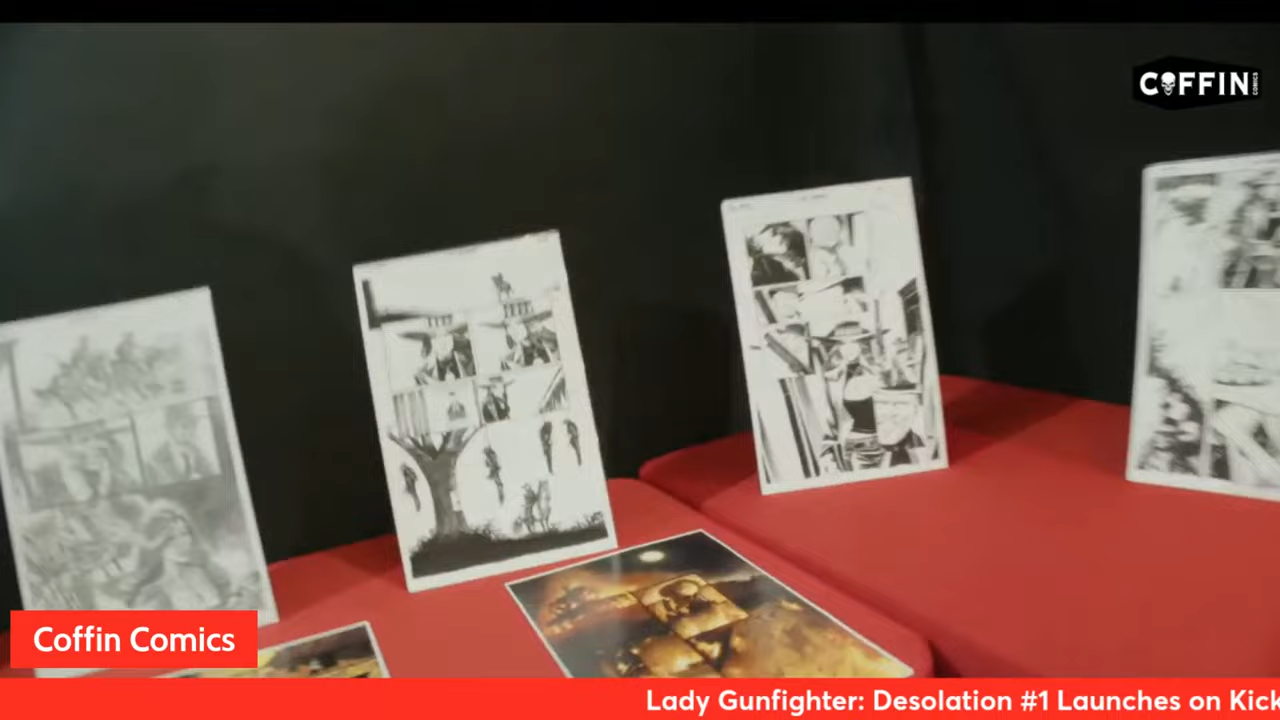 COFFIN COMICS
Coffin Comics
Lady Gunfighter: Desolation #1 Launches on Kick